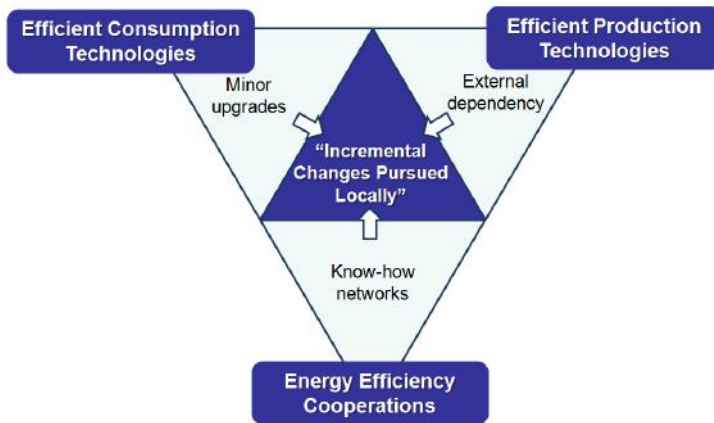 Efficient Consumption
Technologies
Efficient Production
Technologies
Minor
upgrades
External
dependency
“Incremental
Changes Pursued
Locally”
Know-how
networks
Energy Efficiency
Cooperations